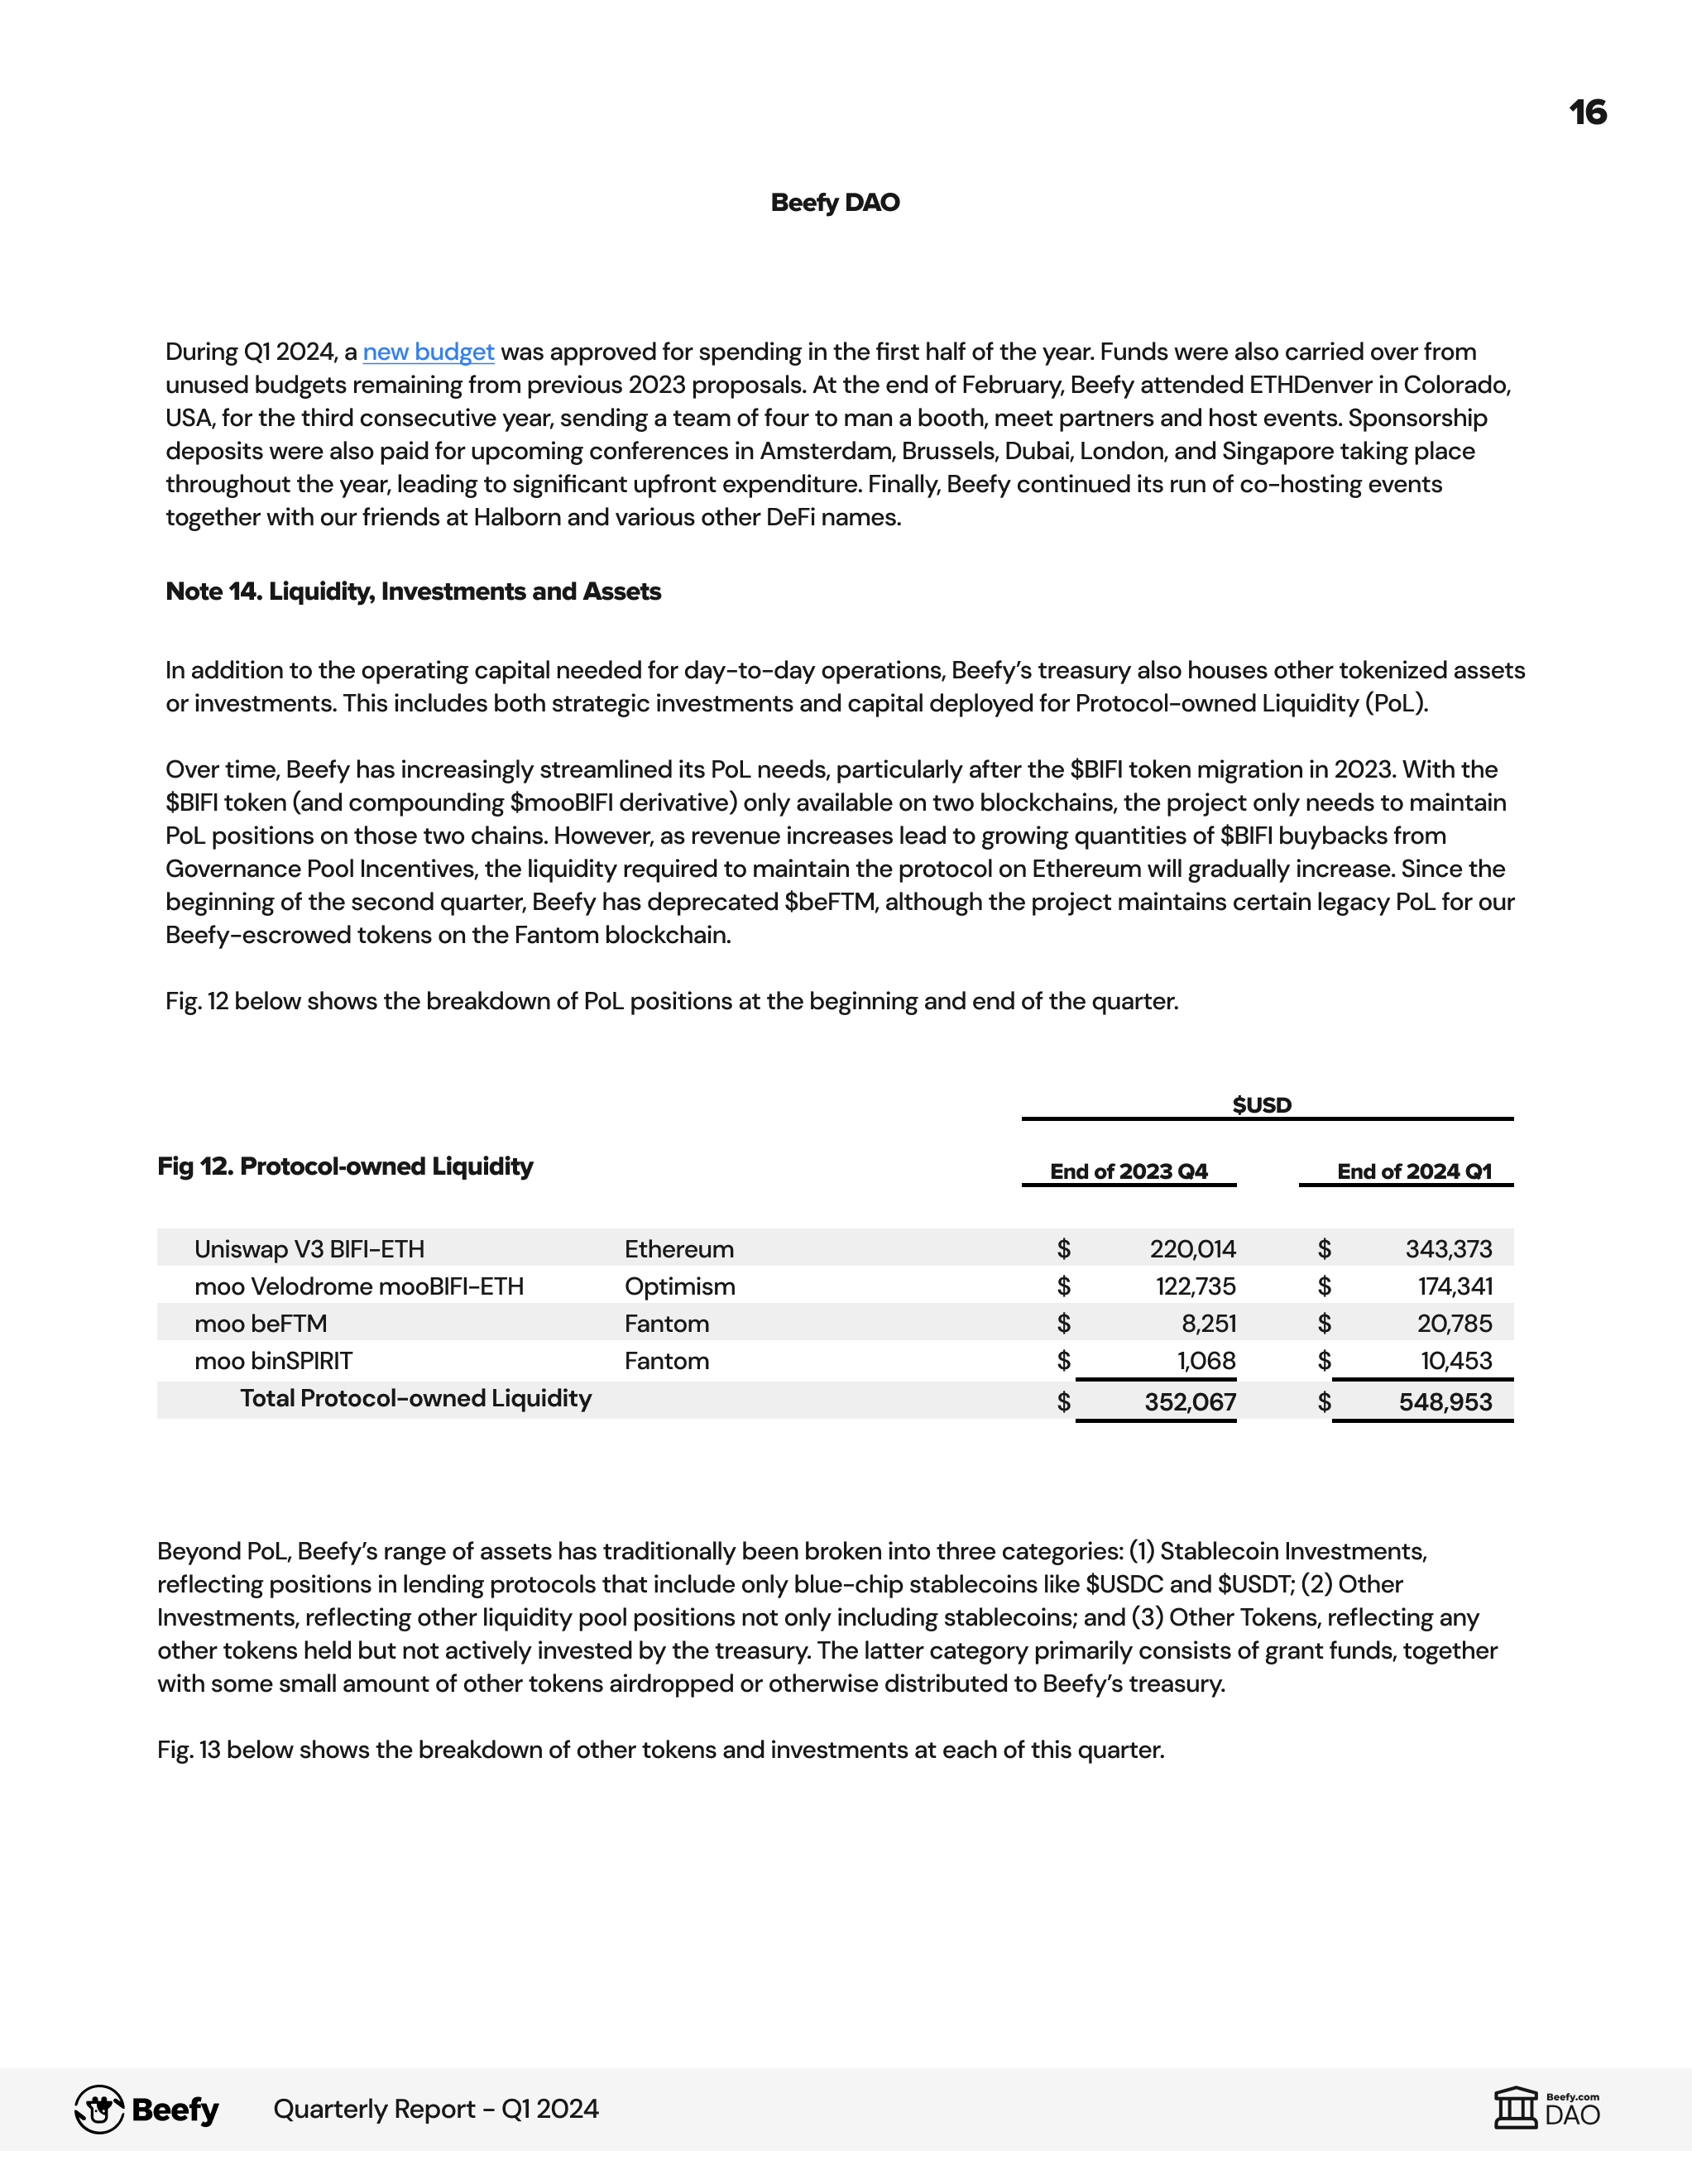 16
Beefy DAO
During Q1 2024, a new budget was approved for spending in the first half of the year. Funds were also carried over from
unused budgets remaining from previous 2023 proposals. At the end of February, Beefy attended ETHDenver in Colorado,
USA, for the third consecutive year, sending a team of four to man a booth, meet partners and host events. Sponsorship
deposits were also paid for upcoming conferences in Amsterdam, Brussels, Dubai, London, and Singapore taking place
throughout the year, leading to significant upfront expenditure. Finally, Beefy continued its run of co-hosting events
together with our friends at Halborn and various other DeFi names.
Note 14. Liquidity, Investments and Assets
In addition to the operating capital needed for day-to-day operations, Beefy’s treasury also houses other tokenized assets
or investments. This includes both strategic investments and capital deployed for Protocol-owned Liquidity (PoL).
Over time, Beefy has increasingly streamlined its PoL needs, particularly after the $BIFI token migration in 2023. With the
$BIFI token (and compounding $mooBIFI derivative) only available on two blockchains, the project only needs to maintain
PoL positions on those two chains. However, as revenue increases lead to growing quantities of $BIFI buybacks from
Governance Pool Incentives, the liquidity required to maintain the protocol on Ethereum will gradually increase. Since the
beginning of the second quarter, Beefy has deprecated $beFTM, although the project maintains certain legacy PoL for our
Beefy-escrowed tokens on the Fantom blockchain.
Fig. 12 below shows the breakdown of PoL positions at the beginning and end of the quarter.
$USD
Fig 12. Protocol-owned Liquidity End of 2023 Q4 End of 2024 Q1
Uniswap V3 BIFI-ETH Ethereum $ 220,014 $ 343,373
moo Velodrome mooBIFI-ETH Optimism $ 122,735 $ 174,341
moo beFTM Fantom $ 8,251 $ 20,785
moo binSPIRIT Fantom $ 1,068 $ 10,453
Total Protocol-owned Liquidity $ 352,067 $ 548,953
Beyond PoL, Beefy’s range of assets has traditionally been broken into three categories: (1) Stablecoin Investments,
reflecting positions in lending protocols that include only blue-chip stablecoins like $USDC and $USDT; (2) Other
Investments, reflecting other liquidity pool positions not only including stablecoins; and (3) Other Tokens, reflecting any
other tokens held but not actively invested by the treasury. The latter category primarily consists of grant funds, together
with some small amount of other tokens airdropped or otherwise distributed to Beefy’s treasury.
Fig. 13 below shows the breakdown of other tokens and investments at each of this quarter.
Beefy Quarterly Report - Q1 2024
Beefy.com
DAO